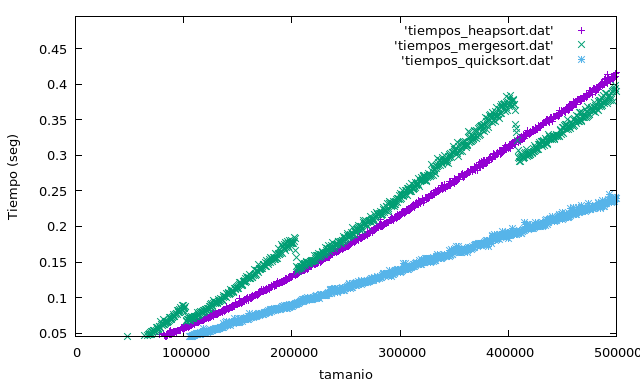 'tiempos_heapsort.dat'
'tiempos_mergesort.dat'
'tiempos_quicksort.dat'
0.45
0.4
0.35
0.3
0.25
0.2
0.15
0.1
0.05
Tiempo (seg)
0 100000 200000 300000 400000 500000
tamanio